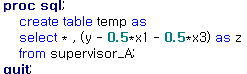 proc sql;
create table temp as
select * , (y - 0.5*x1 - 0.5*x3) as z
from supervisor_A;
quit;